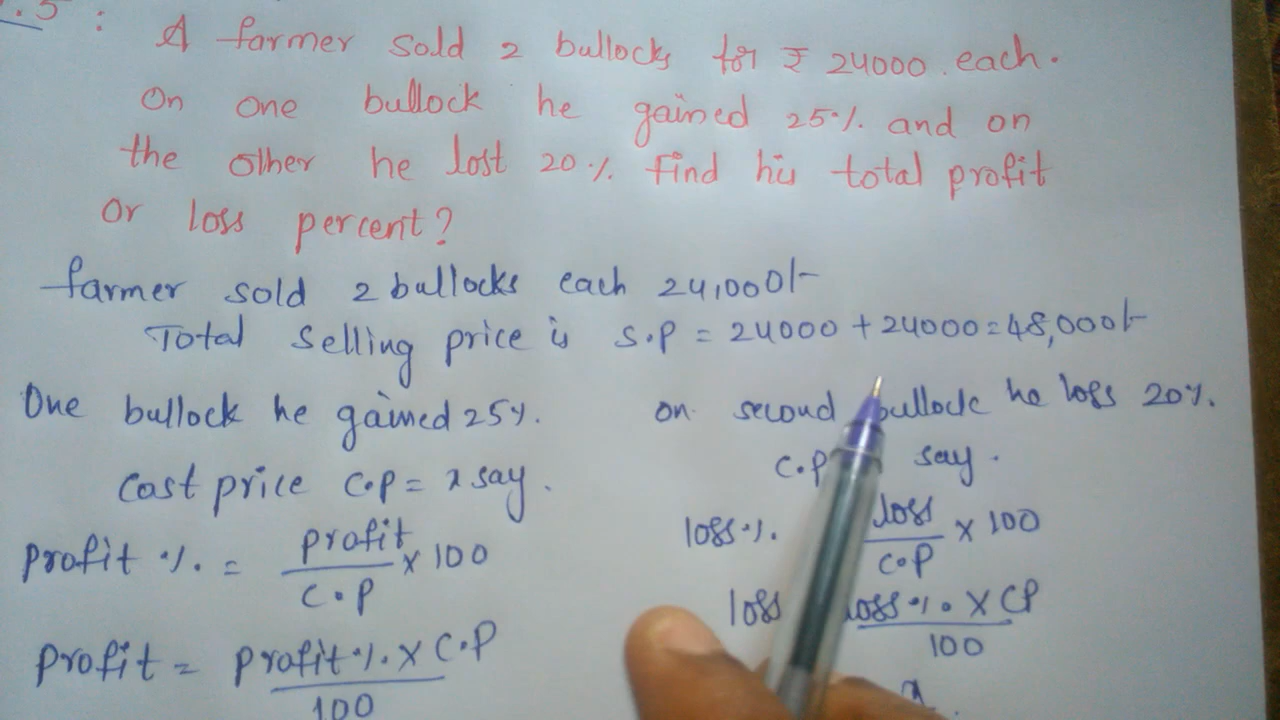 .5 :
A farmer sold 2 bullocks for ₹ 24000 each.
On one bullock he gained 25% and on
the other he lost 20%. Find his total profit
or loss percent?
farmer sold 2 bullocks each 24,000/-
Total selling price is S.P = 24000 + 24000 = 48,000/-
One bullock he gained 25%.
Cost price C.P = x say.
profit %. = profit/C.P × 100
profit = profit %. × C.P/100
on second bullock he loss 20%.
C.P say.
loss %. loss/C.P × 100
loss loss %. × CP/100
x